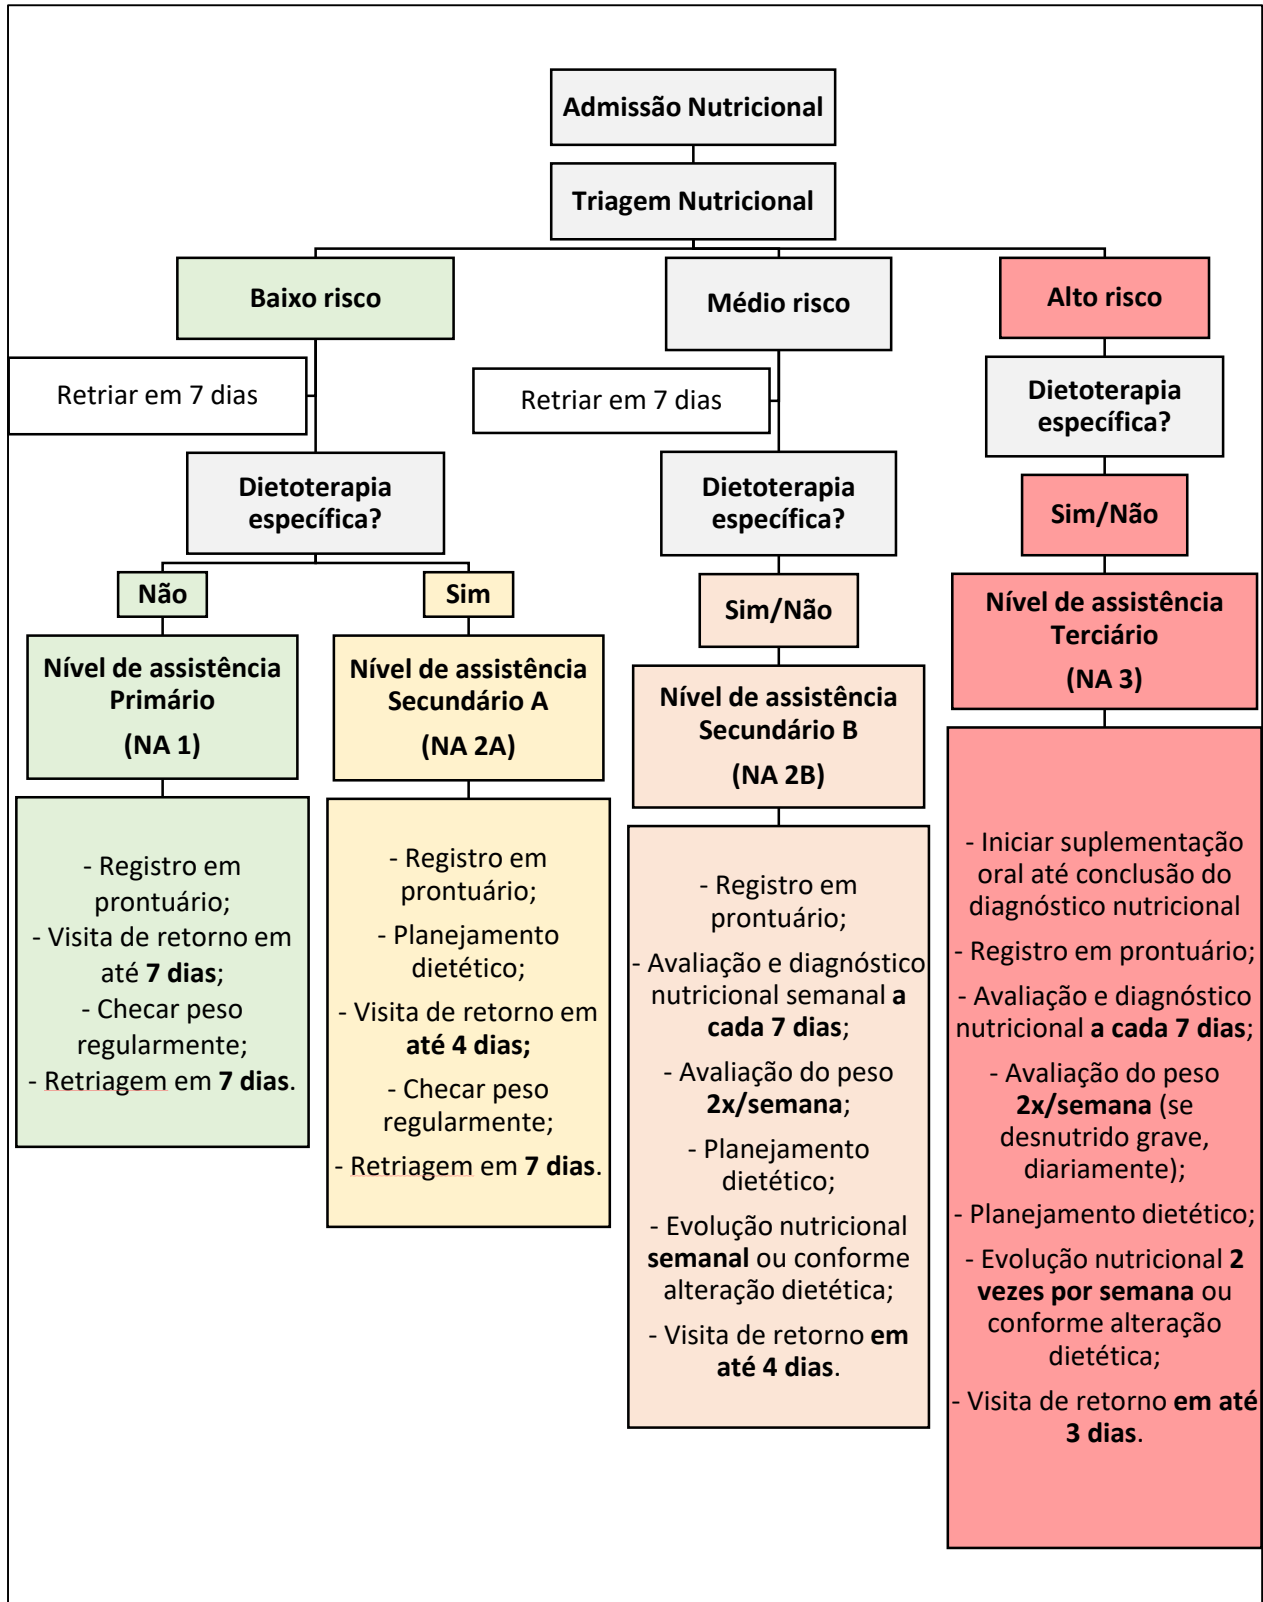 Admissão Nutricional
Triagem Nutricional
Baixo risco
Médio risco
Alto risco
Retriar em 7 dias
Retriar em 7 dias
Dietoterapia
específica?
Dietoterapia
específica?
Dietoterapia
específica?
Não
Sim
Sim/Não
Sim/Não
Nível de assistência
Primário
(NA 1)
Nível de assistência
Secundário A
(NA 2A)
Nível de assistência
Secundário B
(NA 2B)
Nível de assistência
Terciário
(NA 3)
- Registro em
prontuário;
- Visita de retorno em
até 7 dias;
- Checar peso
regularmente;
- Retriagem em 7 dias.
- Registro em
prontuário;
- Planejamento
dietético;
- Visita de retorno em
até 4 dias;
- Checar peso
regularmente;
- Retriagem em 7 dias.
- Registro em
prontuário;
- Avaliação e diagnóstico
nutricional semanal a
cada 7 dias;
- Avaliação do peso
2x/semana;
- Planejamento
dietético;
- Evolução nutricional
semanal ou conforme
alteração dietética;
- Visita de retorno em
até 4 dias.
- Iniciar suplementação
oral até conclusão do
diagnóstico nutricional
- Registro em prontuário;
- Avaliação e diagnóstico
nutricional a cada 7 dias;
- Avaliação do peso
2x/semana (se
desnutrido grave,
diariamente);
- Planejamento dietético;
- Evolução nutricional 2
vezes por semana ou
conforme alteração
dietética;
- Visita de retorno em até
3 dias.